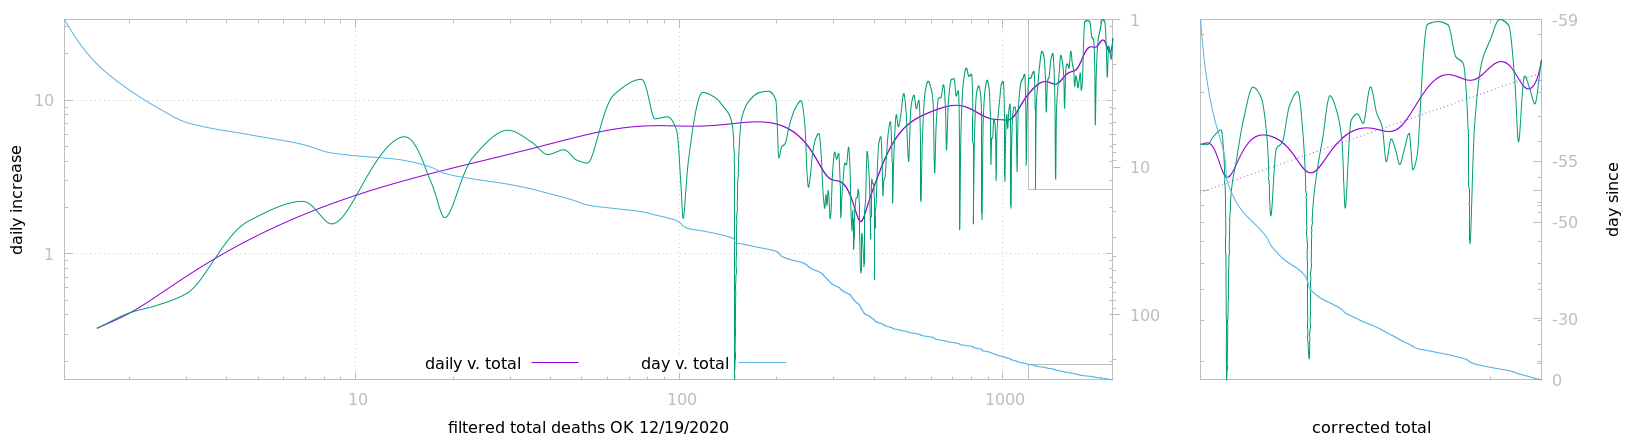 1
-59
10
daily increase
10
-55
day since
-50
1
100
-30
daily v. total
day v. total
0
10
100
1000
filtered total deaths OK 12/19/2020
corrected total